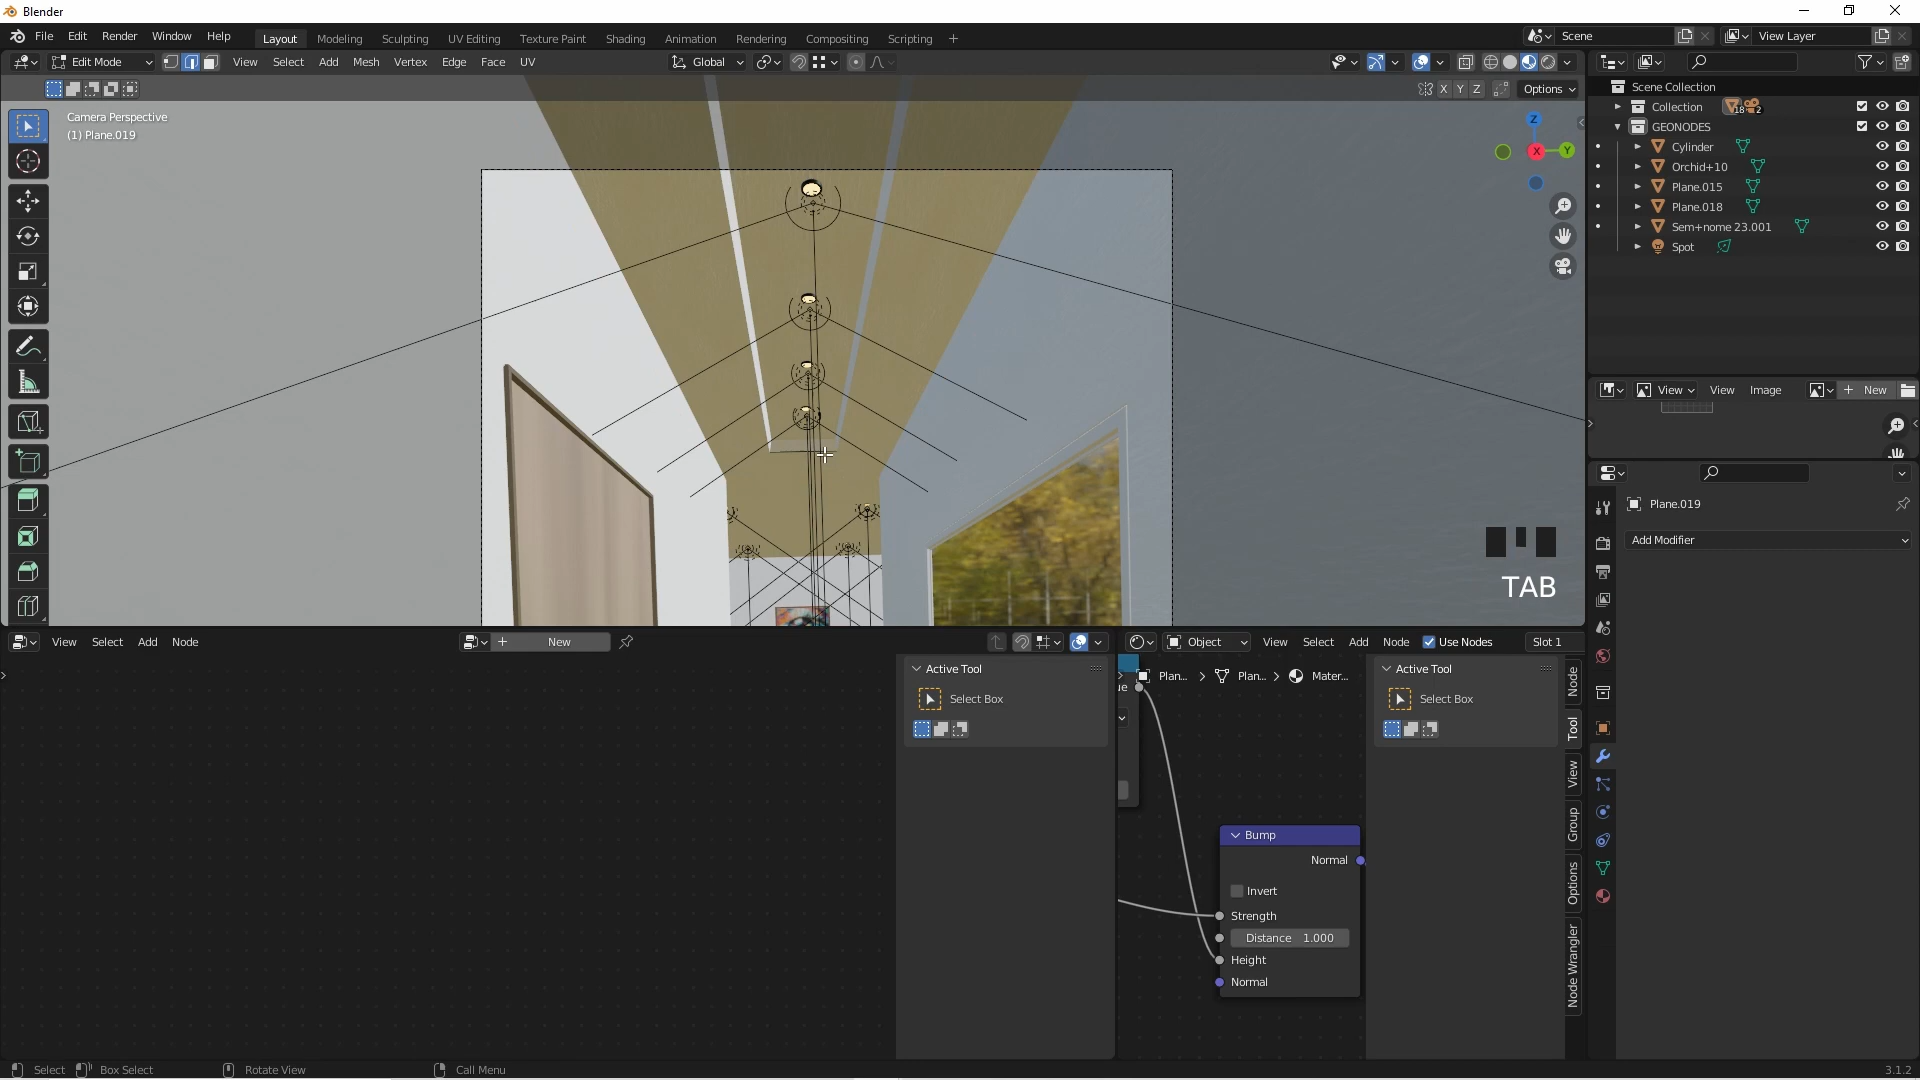 Blender
File Edit Render Window Help
Layout Modeling Sculpting UV Editing Texture Paint Shading Animation Rendering Compositing Scripting
Scene
View Layer
Edit Mode
View Select Add Mesh Vertex Edge Face UV
Global
X Y Z
Options
Camera Perspective
(1) Plane.019
Z
X
Y
Scene Collection
Collection
18
2
GEONODES
Cylinder
Orchid+10
Plane.015
Plane.018
Sem+nome 23.001
Spot
View View Image New
TAB
Plane.019
Add Modifier
View Select Add Node
New
Object View Select Add Node Use Nodes Slot 1
Active Tool
Select Box
Plan... Plan... Mater...
Active Tool
Select Box
Bump
Normal
Invert
Strength
Distance 1.000
Height
Normal
Node
Tool
View
Group
Options
Node Wrangler
Select Box Select Rotate View Call Menu
3.1.2